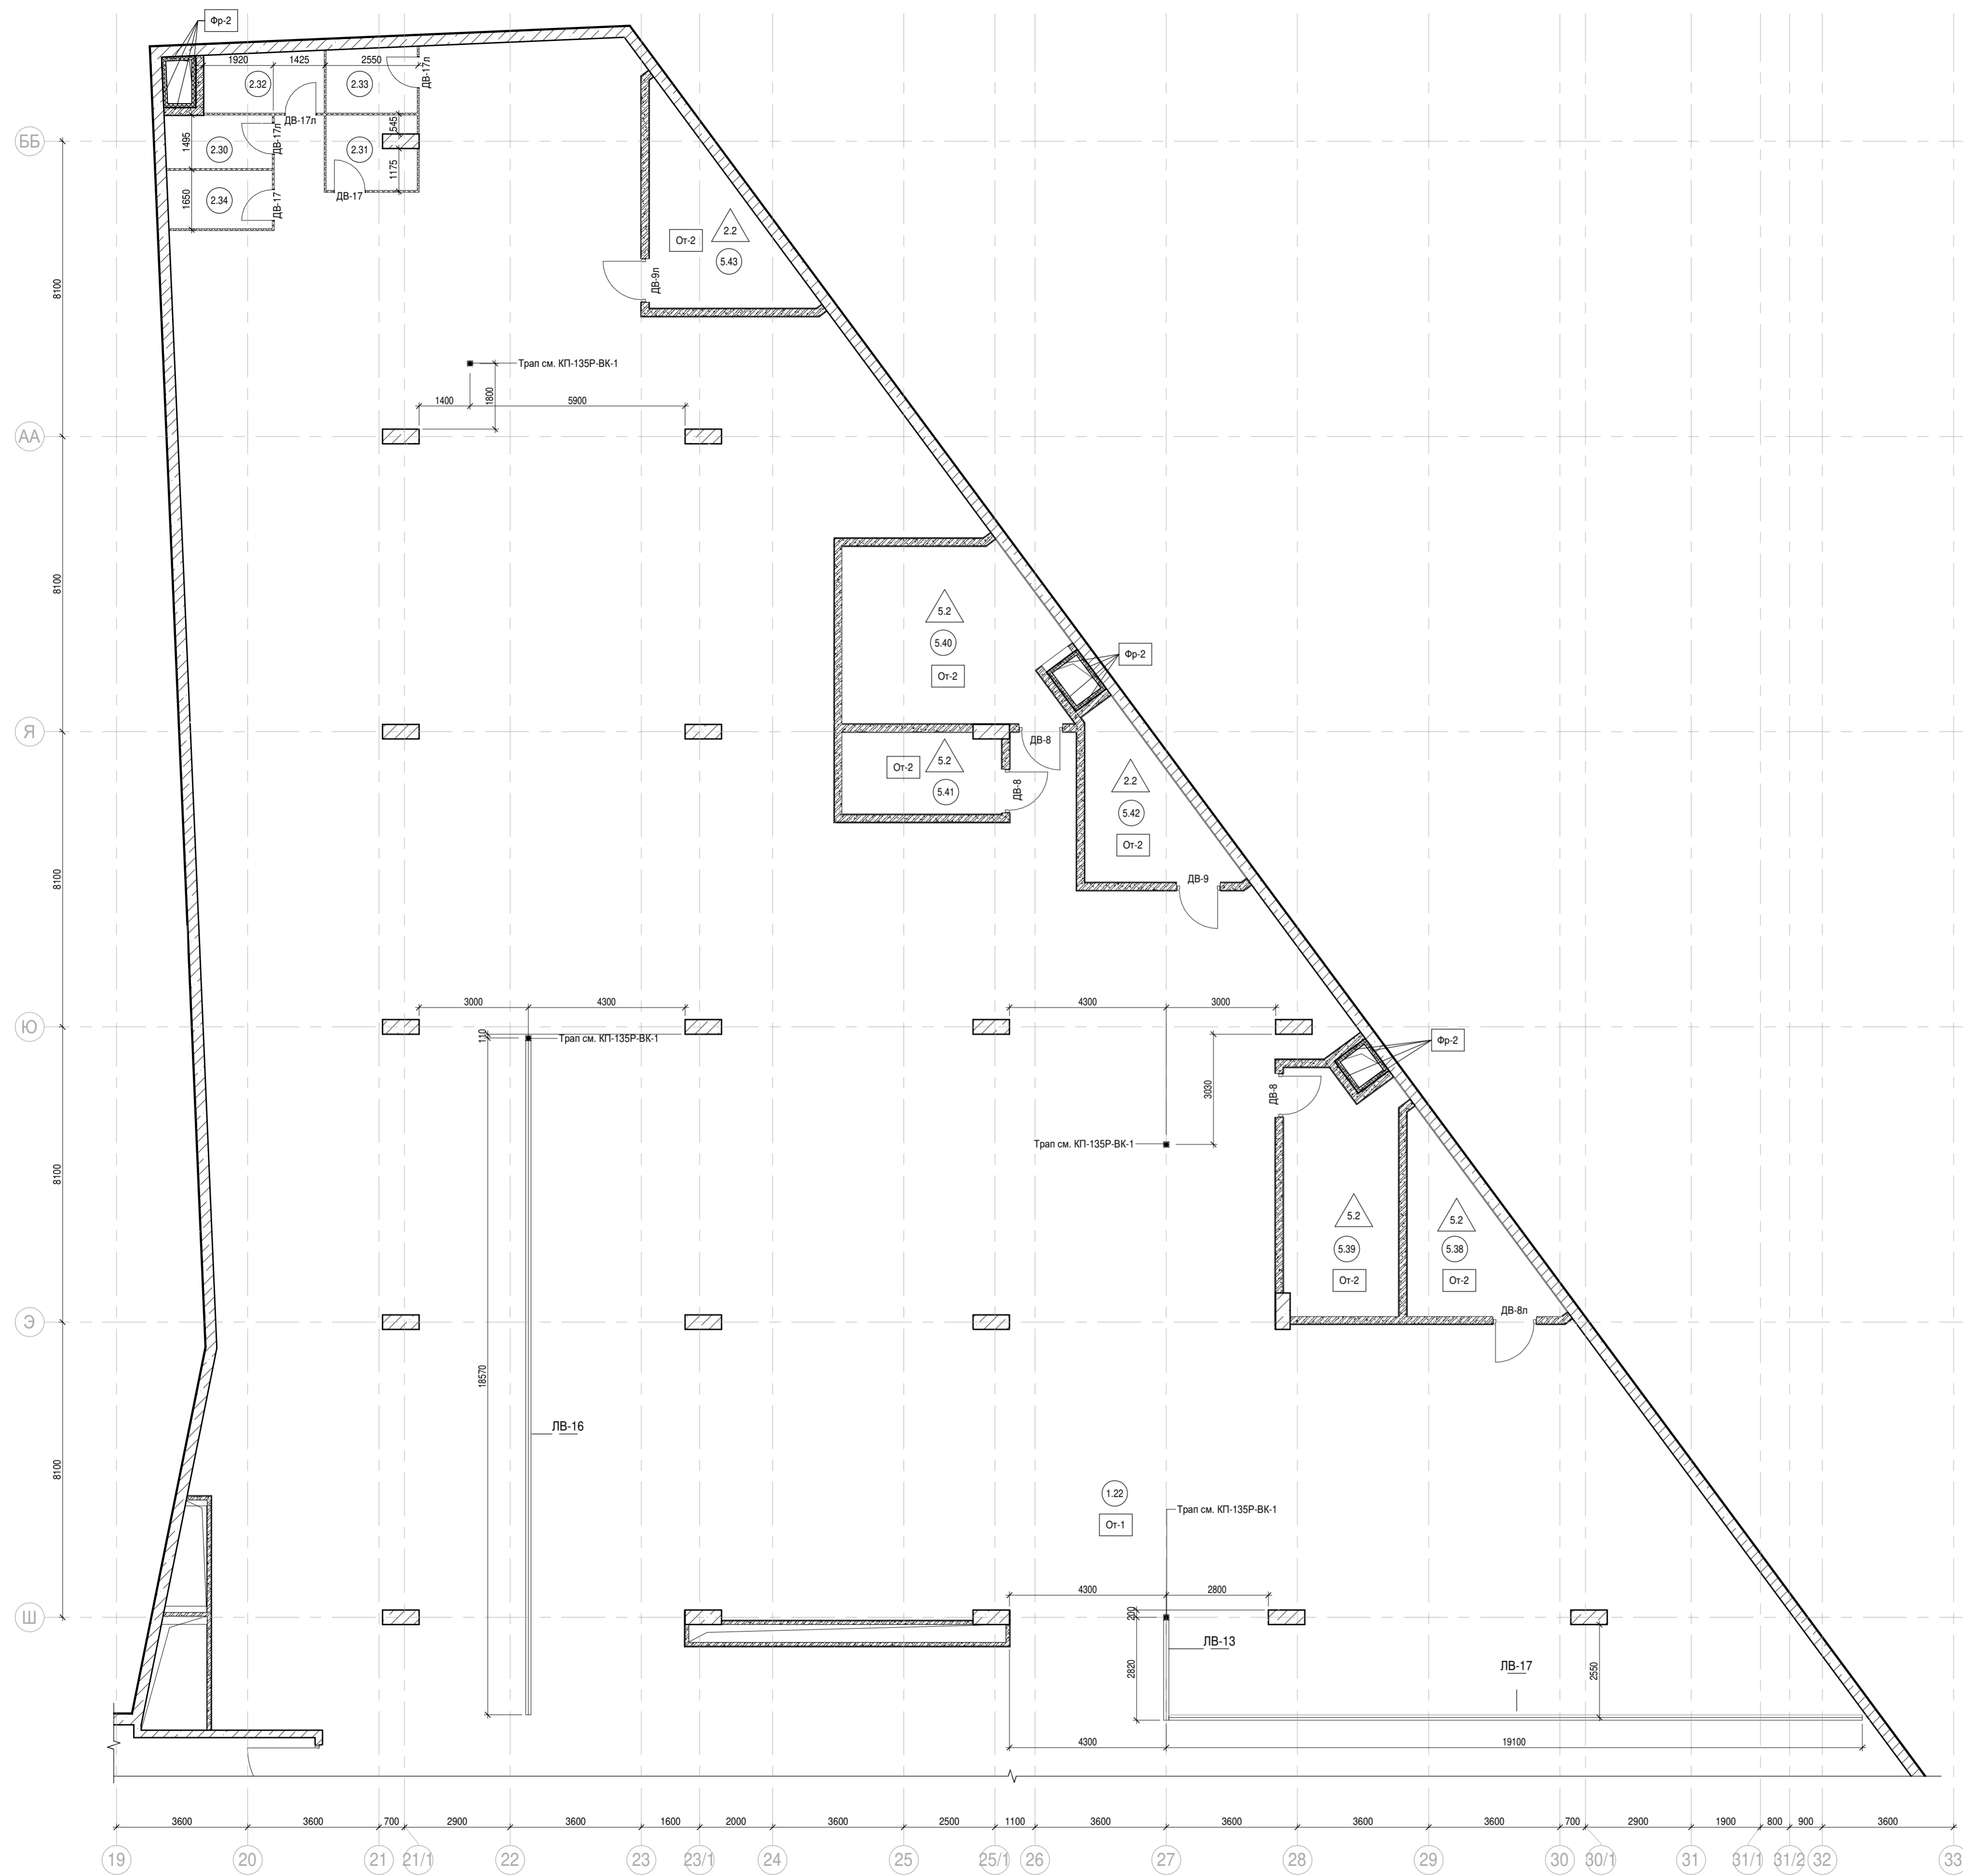 Фр-2
1920
1425
2550
2.32
2.33
ДВ-17л
ДВ-17л
ДВ-17л
545
ББ
1495
2.30
2.31
1175
1650
2.34
ДВ-17
ДВ-17
2.2
От-2
5.43
ДВ-9л
8100
Трап см. КП-135Р-ВК-1
1800
1400
5900
АА
8100
5.2
5.40
От-2
Фр-2
Я
ДВ-8
5.2
От-2
5.41
ДВ-8
2.2
5.42
От-2
ДВ-9
8100
3000
4300
4300
3000
Ю
110
Трап см. КП-135Р-ВК-1
Фр-2
ДВ-8
3030
Трап см. КП-135Р-ВК-1
8100
5.2
5.2
5.39
5.38
От-2
От-2
ДВ-8л
Э
18570
ЛВ-16
8100
1.22
Трап см. КП-135Р-ВК-1
От-1
4300
2800
Ш
200
ЛВ-13
2820
ЛВ-17
2550
4300
19100
3600
3600
700
2900
3600
1600
2000
3600
2500
1100
3600
3600
3600
3600
700
2900
1900
800
900
3600
19
20
21
21/1
22
23
23/1
24
25
25/1
26
27
28
29
30
30/1
31
31/1
31/2
32
33